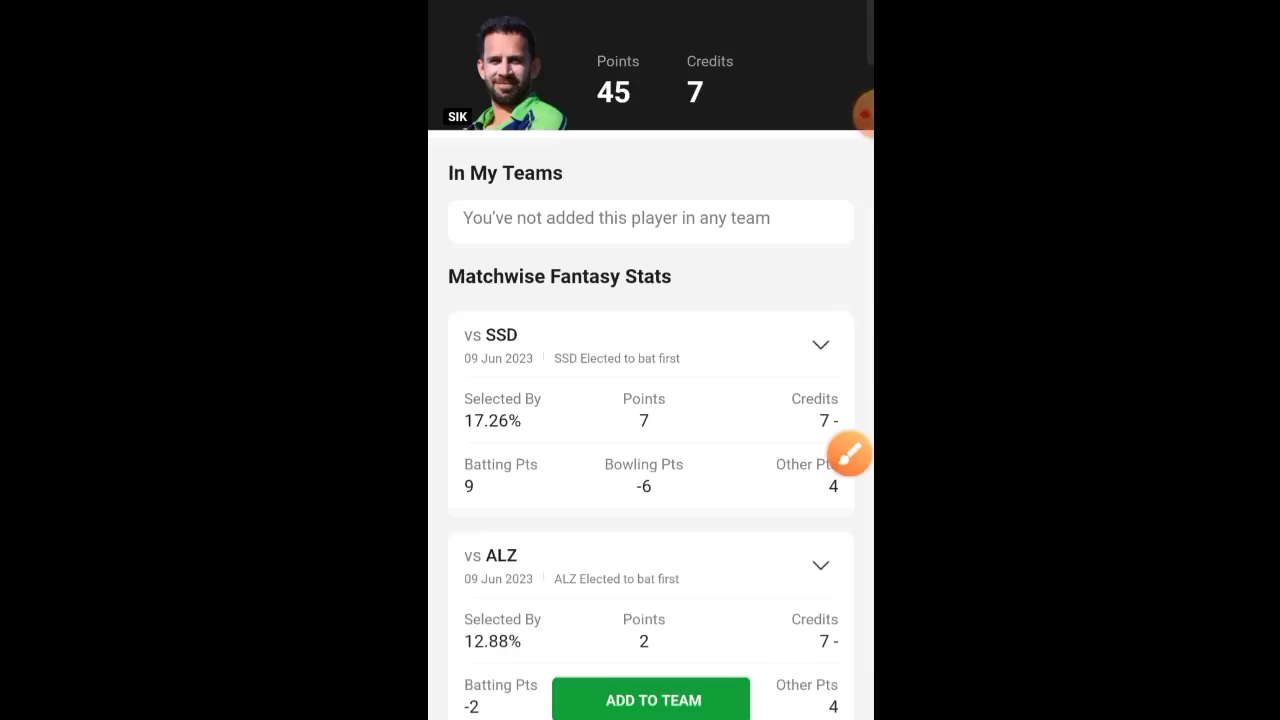 Points Credits
45 7
SIK
In My Teams
You've not added this player in any team
Matchwise Fantasy Stats
vs SSD
09 Jun 2023 SSD Elected to bat first
Selected By Points Credits
17.26% 7 7 -
Batting Pts Bowling Pts Other
9 -6 4
vs ALZ
09 Jun 2023 ALZ Elected to bat first
Selected By Points Credits
12.88% 2 7 -
Batting Pts Other Pts
-2 4
ADD TO TEAM